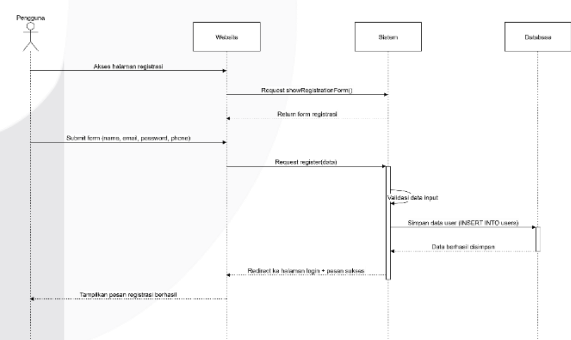 Pengguna
Website
Sistem
Database
Akses halaman registrasi
Request showRegistrationForm()
Return form registrasi
Submit form (name, email, password, phone)
Request register(data)
Validasi data input
Simpan data user (INSERT INTO users)
Data berhasil disimpan
Redirect ke halaman login + pesan sukses
Tampilkan pesan registrasi berhasil